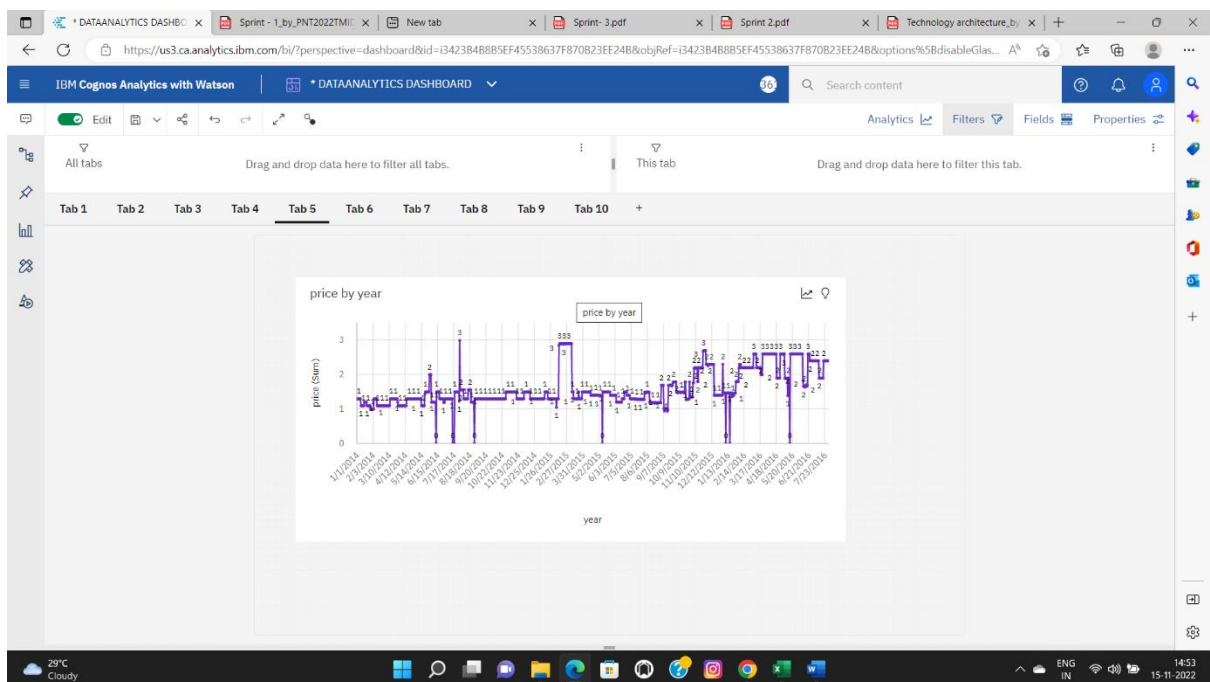 * DATAANALYTICS DASHBO
Sprint - 1_by_PNT2022TMIC
New tab
Sprint- 3.pdf
Sprint 2.pdf
Technology architecture_by
https://us3.ca.analytics.ibm.com/bi/?perspective=dashboard&id=i3423B4B8B5EF45538637F870B23EE24B&objRef=i3423B4B8B5EF45538637F870B23EE24B&options%5BdisableGlas...
IBM Cognos Analytics with Watson
* DATAANALYTICS DASHBOARD
Search content
Edit
Analytics
Filters
Fields
Properties
All tabs
Drag and drop data here to filter all tabs.
This tab
Drag and drop data here to filter this tab.
Tab 1 Tab 2 Tab 3 Tab 4 Tab 5 Tab 6 Tab 7 Tab 8 Tab 9 Tab 10 +
price by year
price by year
price (Sum)
3
2
1
0
1/1/2014
2/3/2014
3/10/2014
4/12/2014
5/14/2014
6/15/2014
7/17/2014
8/18/2014
9/20/2014
10/22/2014
11/23/2014
12/25/2014
1/26/2015
2/27/2015
3/31/2015
5/2/2015
6/3/2015
7/5/2015
8/6/2015
9/7/2015
10/9/2015
11/10/2015
12/12/2015
1/13/2016
2/14/2016
3/17/2016
4/18/2016
5/20/2016
6/21/2016
7/23/2016
year
29°C
Cloudy
ENG
IN
14:53
15-11-2022